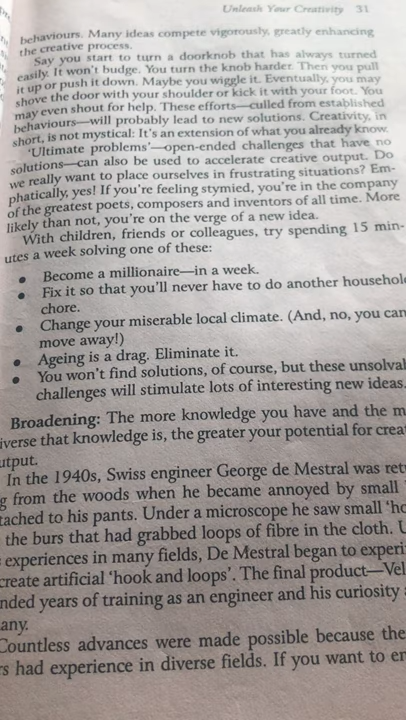 Unleash Your Creativity 31
behaviours. Many ideas compete vigorously, greatly enhancing
the creative process.
Say you start to turn a doorknob that has always turned
easily. It won't budge. You turn the knob harder. Then you pull
it up or push it down. Maybe you wiggle it. Eventually, you may
shove the door with your shoulder or kick it with your foot. You
may even shout for help. These efforts—culled from established
behaviours—will probably lead to new solutions. Creativity, in
short, is not mystical: It's an extension of what you already know.
'Ultimate problems'—open-ended challenges that have no
solutions—can also be used to accelerate creative output. Do
we really want to place ourselves in frustrating situations? Em-
phatically, yes! If you're feeling stymied, you're in the company
of the greatest poets, composers and inventors of all time. More
likely than not, you're on the verge of a new idea.
With children, friends or colleagues, try spending 15 min-
utes a week solving one of these:
• Become a millionaire—in a week.
• Fix it so that you'll never have to do another househol
chore.
• Change your miserable local climate. (And, no, you can
move away!)
• Ageing is a drag. Eliminate it.
• You won't find solutions, of course, but these unsolval
challenges will stimulate lots of interesting new ideas.
Broadening: The more knowledge you have and the m
iverse that knowledge is, the greater your potential for crea
utput.
In the 1940s, Swiss engineer George de Mestral was ret
g from the woods when he became annoyed by small
tached to his pants. Under a microscope he saw small 'ho
the burs that had grabbed loops of fibre in the cloth. U
experiences in many fields, De Mestral began to experi
create artificial 'hook and loops'. The final product—Vel
nded years of training as an engineer and his curiosity
any.
Countless advances were made possible because the
rs had experience in diverse fields. If you want to en